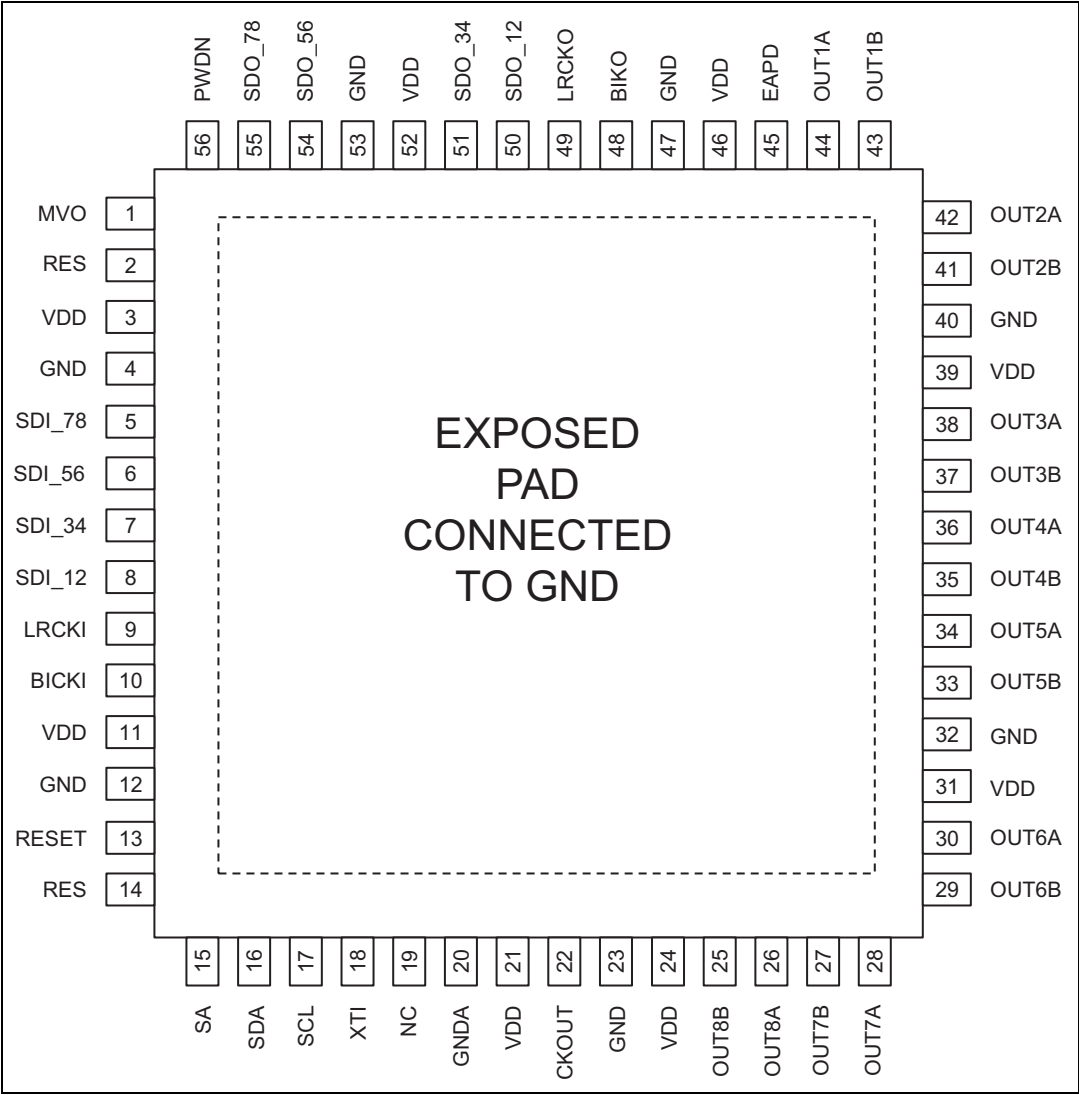 PWDN
SDO_78
SDO_56
GND
VDD
SDO_34
SDO_12
LRCKO
BIKO
GND
VDD
EAPD
OUT1A
OUT1B
56
55
54
53
52
51
50
49
48
47
46
45
44
43
MVO 1
RES 2
VDD 3
GND 4
SDI_78 5
SDI_56 6
SDI_34 7
SDI_12 8
LRCKI 9
BICKI 10
VDD 11
GND 12
RESET 13
RES 14
EXPOSED
PAD
CONNECTED
TO GND
42 OUT2A
41 OUT2B
40 GND
39 VDD
38 OUT3A
37 OUT3B
36 OUT4A
35 OUT4B
34 OUT5A
33 OUT5B
32 GND
31 VDD
30 OUT6A
29 OUT6B
15
16
17
18
19
20
21
22
23
24
25
26
27
28
SA
SDA
SCL
XTI
NC
GNDA
VDD
CKOUT
GND
VDD
OUT8B
OUT8A
OUT7B
OUT7A